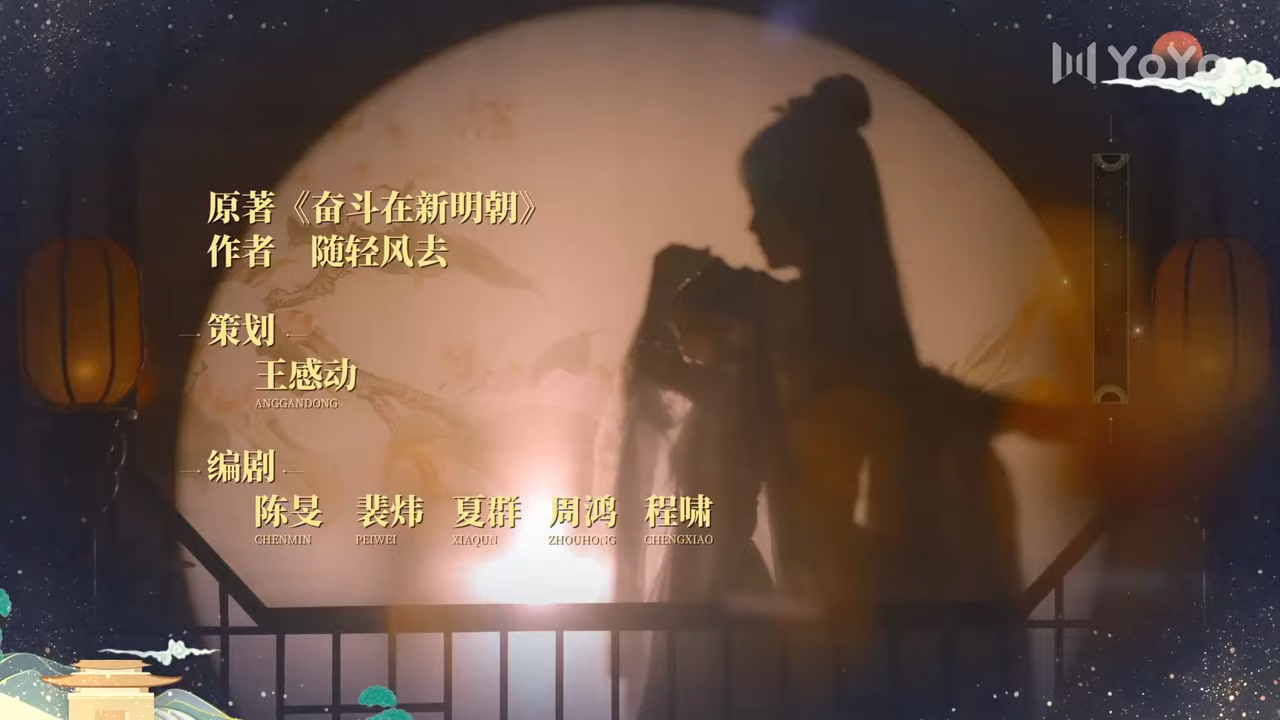 YoYo
原著《奋斗在新明朝》
作者 随轻风去
策划
王感动
ANGGANDONG
编剧
陈旻 裴炜 夏群 周鸿 程啸
CHENMIN PEIWEI XIAQUN ZHOUHONG CHENGXIAO